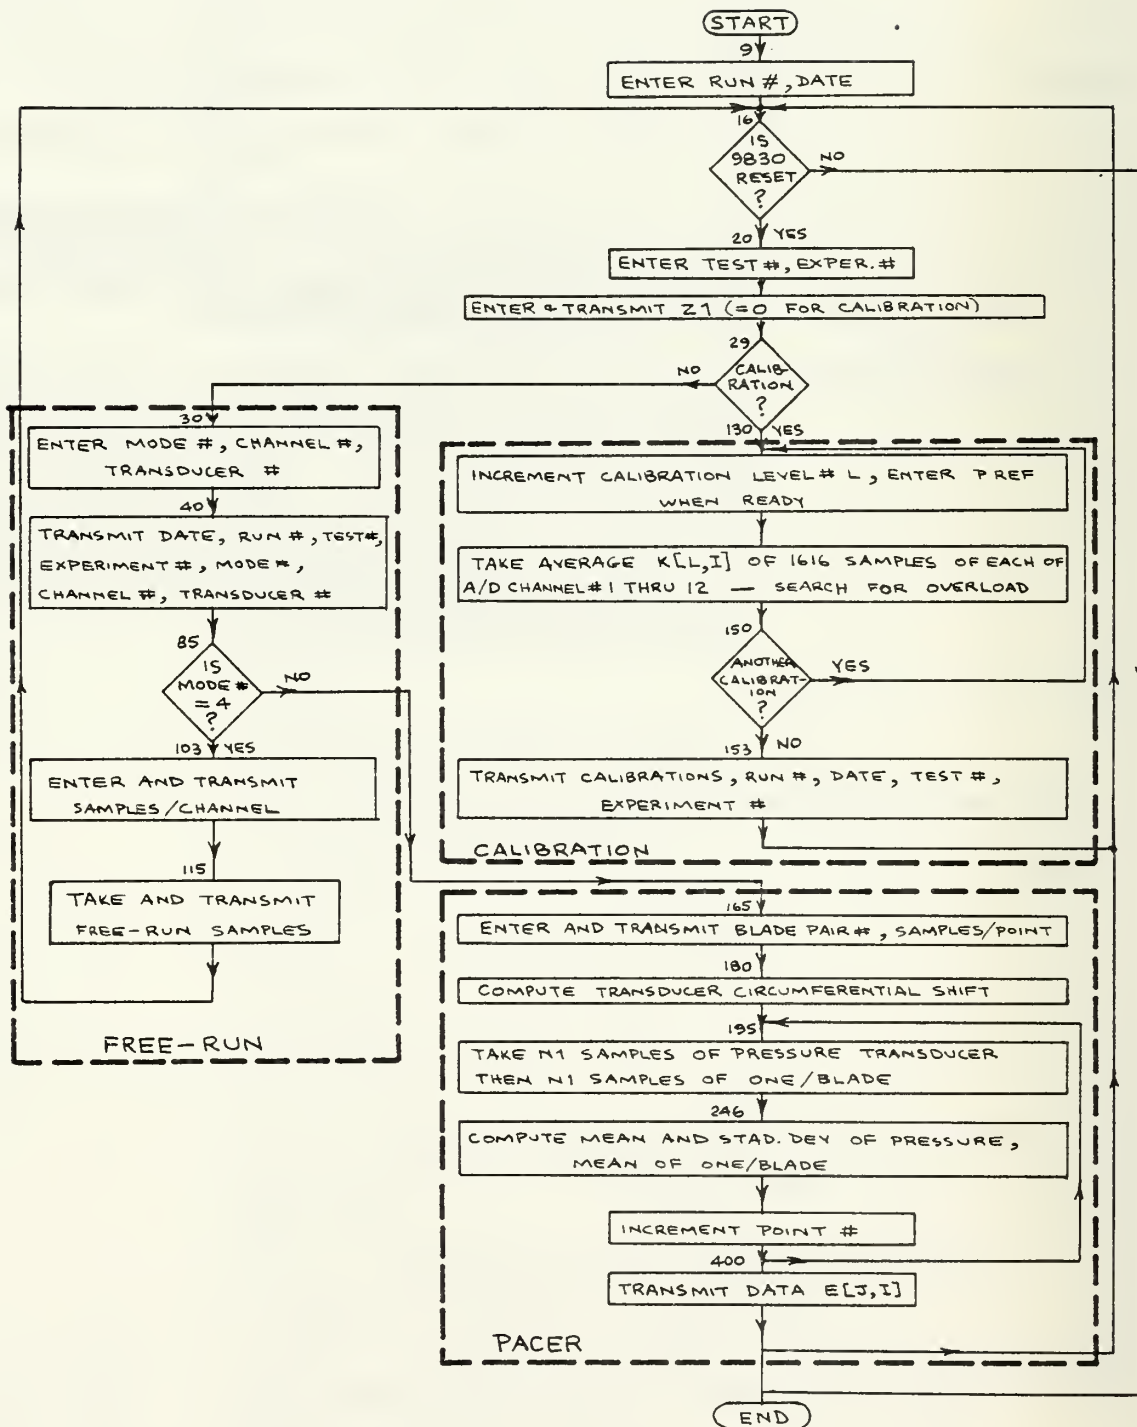 START
9
ENTER RUN #, DATE
16
IS
9830
RESET
?
NO
20 YES
ENTER TEST #, EXPER. #
ENTER & TRANSMIT Z1 (=0 FOR CALIBRATION)
29
CALIB-
RATION
?
NO
130 YES
30
ENTER MODE #, CHANNEL #,
TRANSDUCER #
40
TRANSMIT DATE, RUN #, TEST #,
EXPERIMENT #, MODE #,
CHANNEL #, TRANSDUCER #
85
IS
MODE #
= 4
?
NO
103 YES
ENTER AND TRANSMIT
SAMPLES/CHANNEL
115
TAKE AND TRANSMIT
FREE-RUN SAMPLES
FREE-RUN
INCREMENT CALIBRATION LEVEL # L, ENTER P REF
WHEN READY
TAKE AVERAGE K[L,I] OF 1616 SAMPLES OF EACH OF
A/D CHANNEL # 1 THRU 12 — SEARCH FOR OVERLOAD
150
ANOTHER
CALIBRAT-
ION
?
YES
153 NO
TRANSMIT CALIBRATIONS, RUN #, DATE, TEST #,
EXPERIMENT #
CALIBRATION
165
ENTER AND TRANSMIT BLADE PAIR #, SAMPLES/POINT
180
COMPUTE TRANSDUCER CIRCUMFERENTIAL SHIFT
195
TAKE N1 SAMPLES OF PRESSURE TRANSDUCER
THEN N1 SAMPLES OF ONE/BLADE
246
COMPUTE MEAN AND STAD. DEV OF PRESSURE,
MEAN OF ONE/BLADE
INCREMENT POINT #
400
TRANSMIT DATA E[J,I]
PACER
END